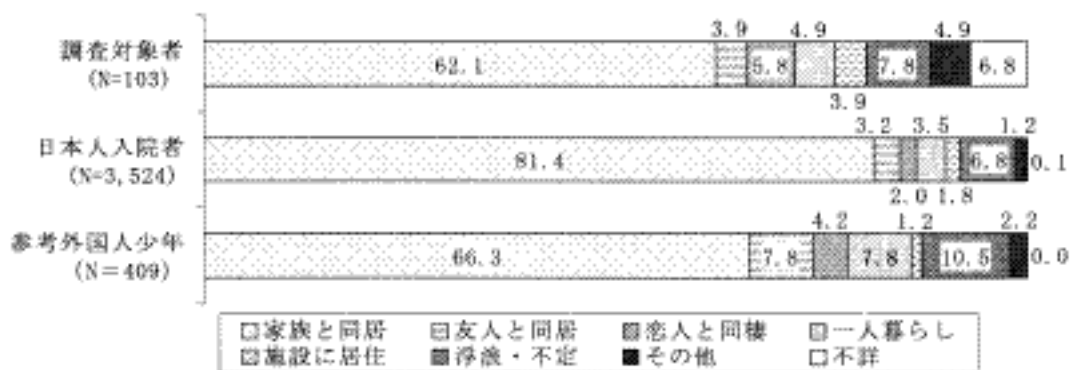 3.9 4.9 4.9
調査対象者 62.1 5.8 7.8 6.8
(N=103) 3.9
3.2 3.5 1.2
日本人入院者 81.4 6.8 0.1
(N=3,524) 2.0 1.8
4.2 1.2 2.2
参考外国人少年 66.3 7.8 7.8 10.5 0.0
(N=409)
家族と同居 友人と同居 恋人と同棲 一人暮らし
施設に居住 浮浪・不定 その他 不詳